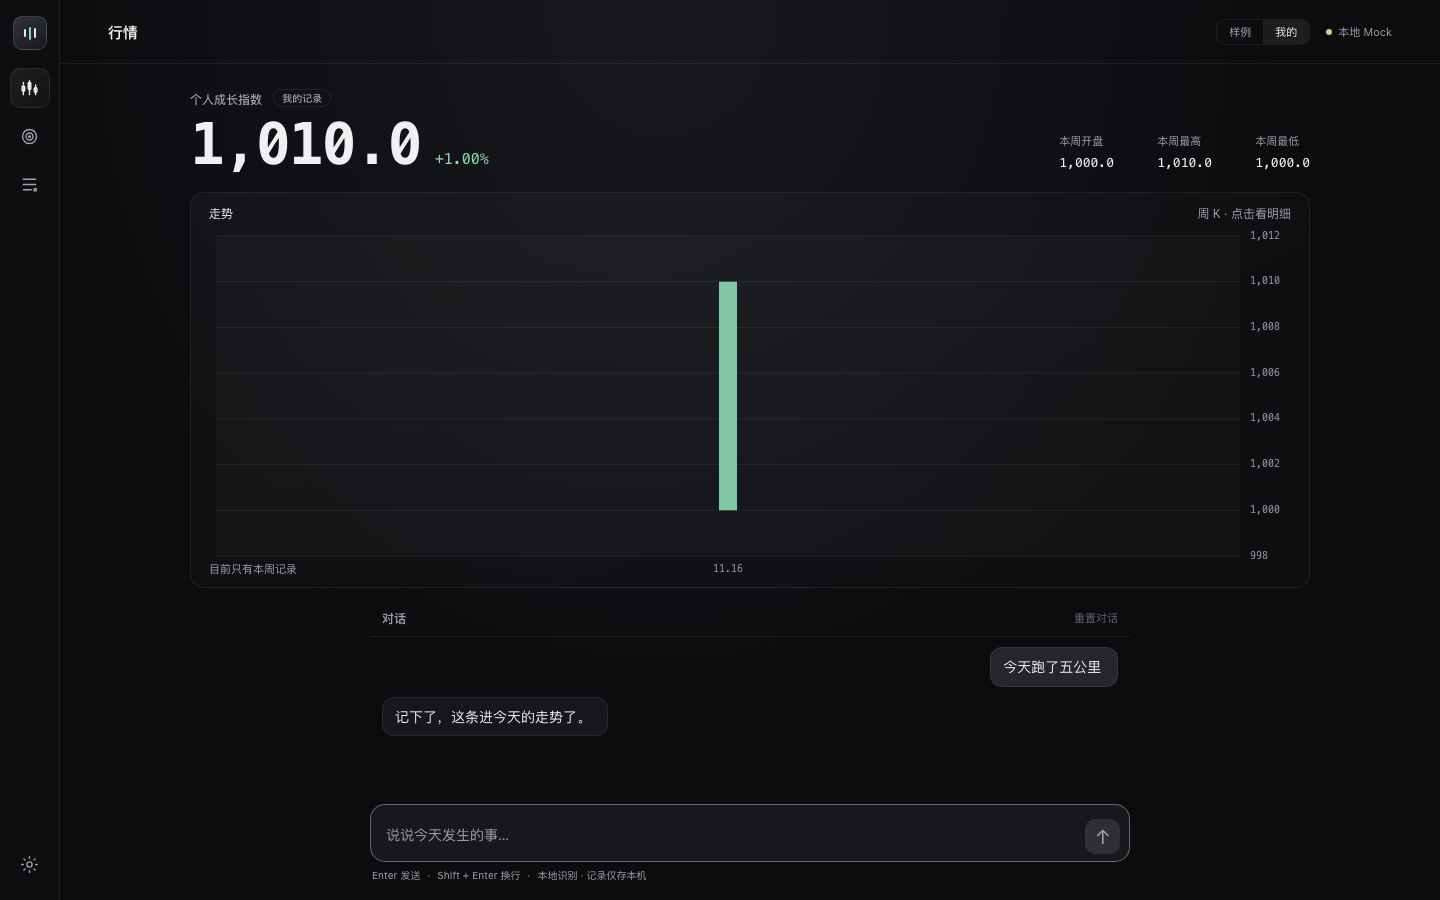 行情
样例 我的 本地 Mock
个人成长指数 我的记录
1,010.0 +1.00%
本周开盘 本周最高 本周最低
1,000.0 1,010.0 1,000.0
走势 周 K · 点击看明细
1,012
1,010
1,008
1,006
1,004
1,002
1,000
998
目前只有本周记录 11.16
对话 重置对话
今天跑了五公里
记下了，这条进今天的走势了。
说说今天发生的事...
Enter 发送 · Shift + Enter 换行 · 本地识别 · 记录仅存本机